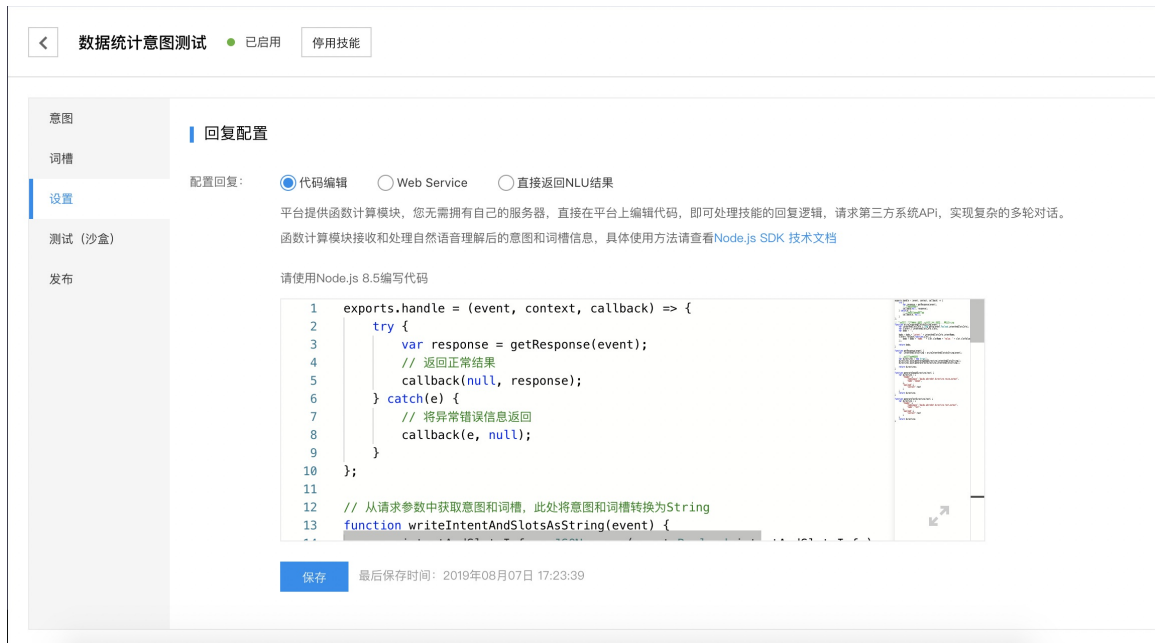 数据统计意图测试 已启用 停用技能
意图
词槽
设置
测试（沙盒）
发布
回复配置
配置回复： 代码编辑 Web Service 直接返回NLU结果
平台提供函数计算模块，您无需拥有自己的服务器，直接在平台上编辑代码，即可处理技能的回复逻辑，请求第三方系统APi，实现复杂的多轮对话。
函数计算模块接收和处理自然语音理解后的意图和词槽信息，具体使用方法请查看Node.js SDK 技术文档
请使用Node.js 8.5编写代码
1 exports.handle = (event, context, callback) => {
2 try {
3 var response = getResponse(event);
4 // 返回正常结果
5 callback(null, response);
6 } catch(e) {
7 // 将异常错误信息返回
8 callback(e, null);
9 }
10 };
11
12 // 从请求参数中获取意图和词槽，此处将意图和词槽转换为String
13 function writeIntentAndSlotsAsString(event) {
保存 最后保存时间：2019年08月07日 17:23:39